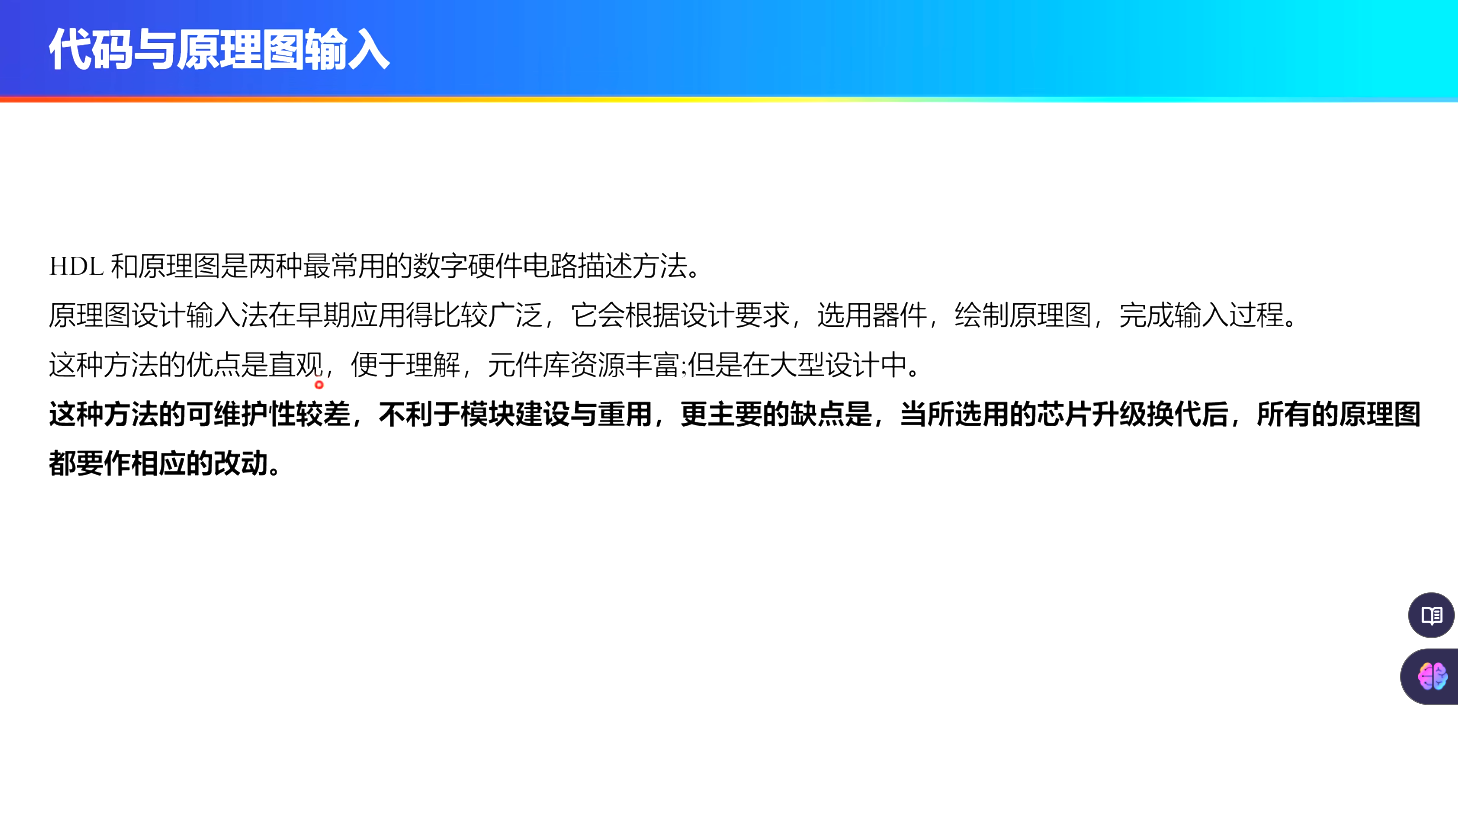 代码与原理图输入
HDL 和原理图是两种最常用的数字硬件电路描述方法。
原理图设计输入法在早期应用得比较广泛，它会根据设计要求，选用器件，绘制原理图，完成输入过程。
这种方法的优点是直观，便于理解，元件库资源丰富;但是在大型设计中。
这种方法的可维护性较差，不利于模块建设与重用，更主要的缺点是，当所选用的芯片升级换代后，所有的原理图
都要作相应的改动。